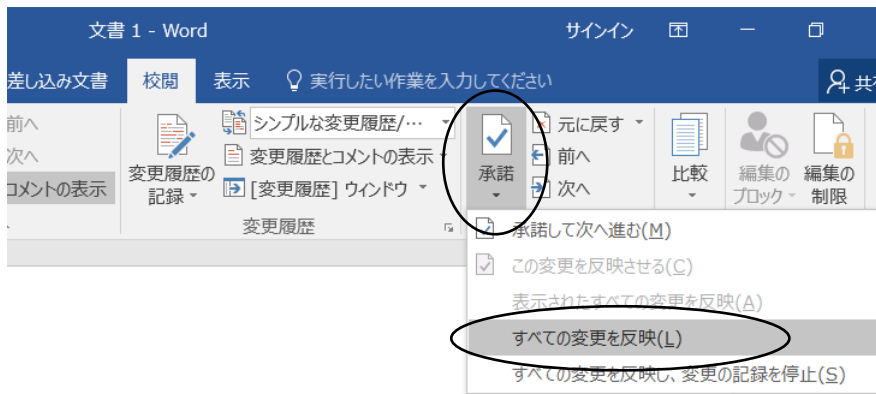 文書 1 - Word サインイン
差し込み文書 校閲 表示 実行したい作業を入力してください 共
前へ
次へ
コメントの表示
変更履歴の
記録
シンプルな変更履歴/…
変更履歴とコメントの表示
[変更履歴] ウィンドウ
変更履歴
承諾
元に戻す
前へ
次へ
比較
編集の
ブロック
編集の
制限
承諾して次へ進む(M)
この変更を反映させる(C)
表示されたすべての変更を反映(A)
すべての変更を反映(L)
すべての変更を反映し、変更の記録を停止(S)